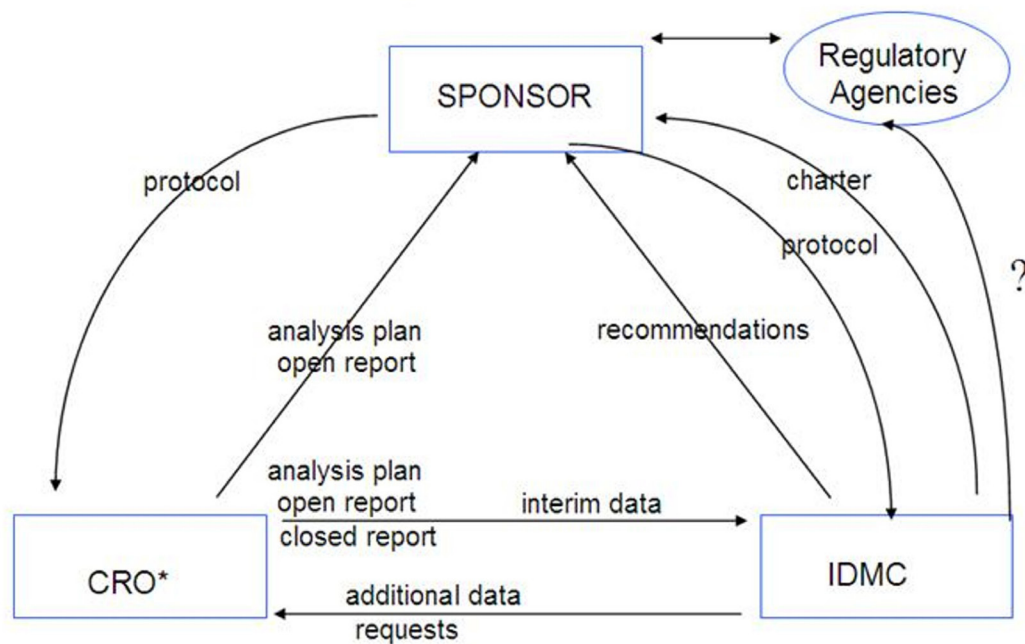 SPONSOR
Regulatory
Agencies
protocol
charter
protocol
?
analysis plan
open report
recommendations
analysis plan
open report
interim data
closed report
CRO*
IDMC
additional data
requests